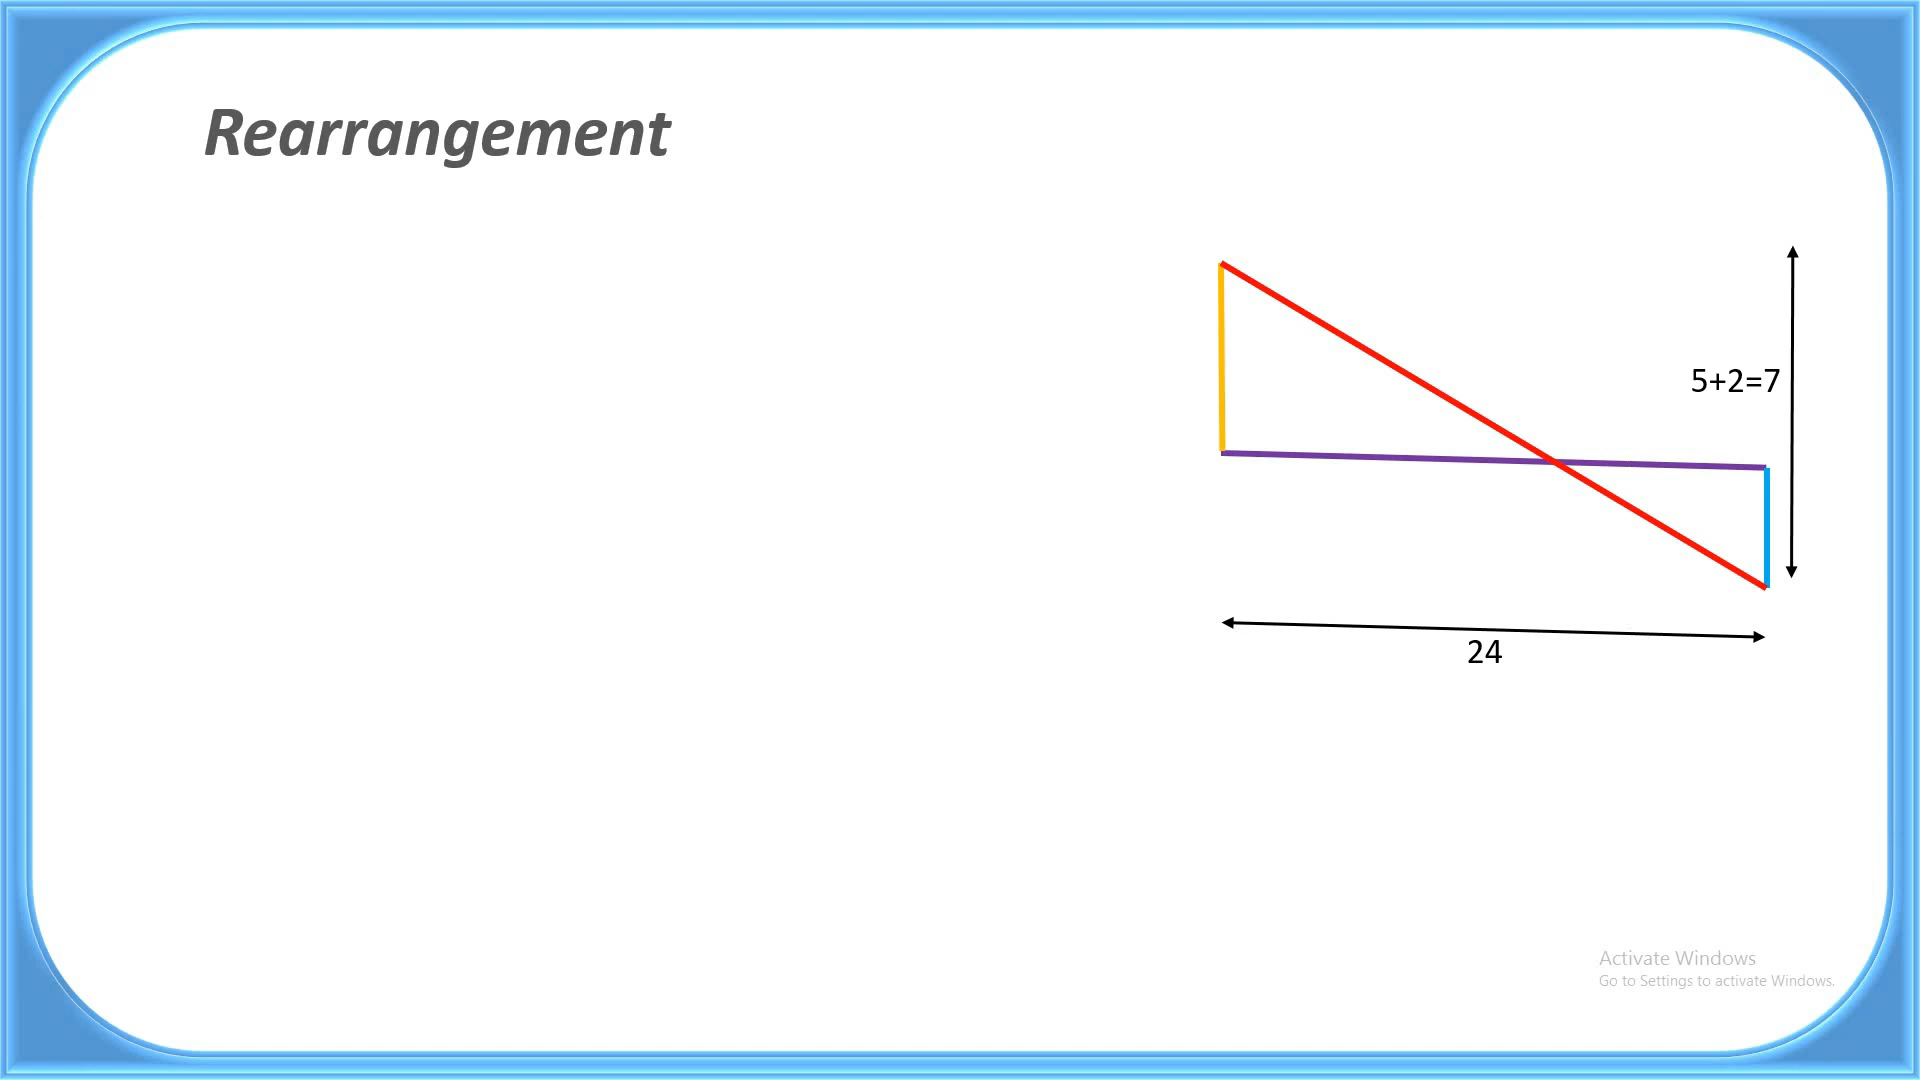 Rearrangement
5+2=7
24
Activate Windows
Go to Settings to activate Windows.